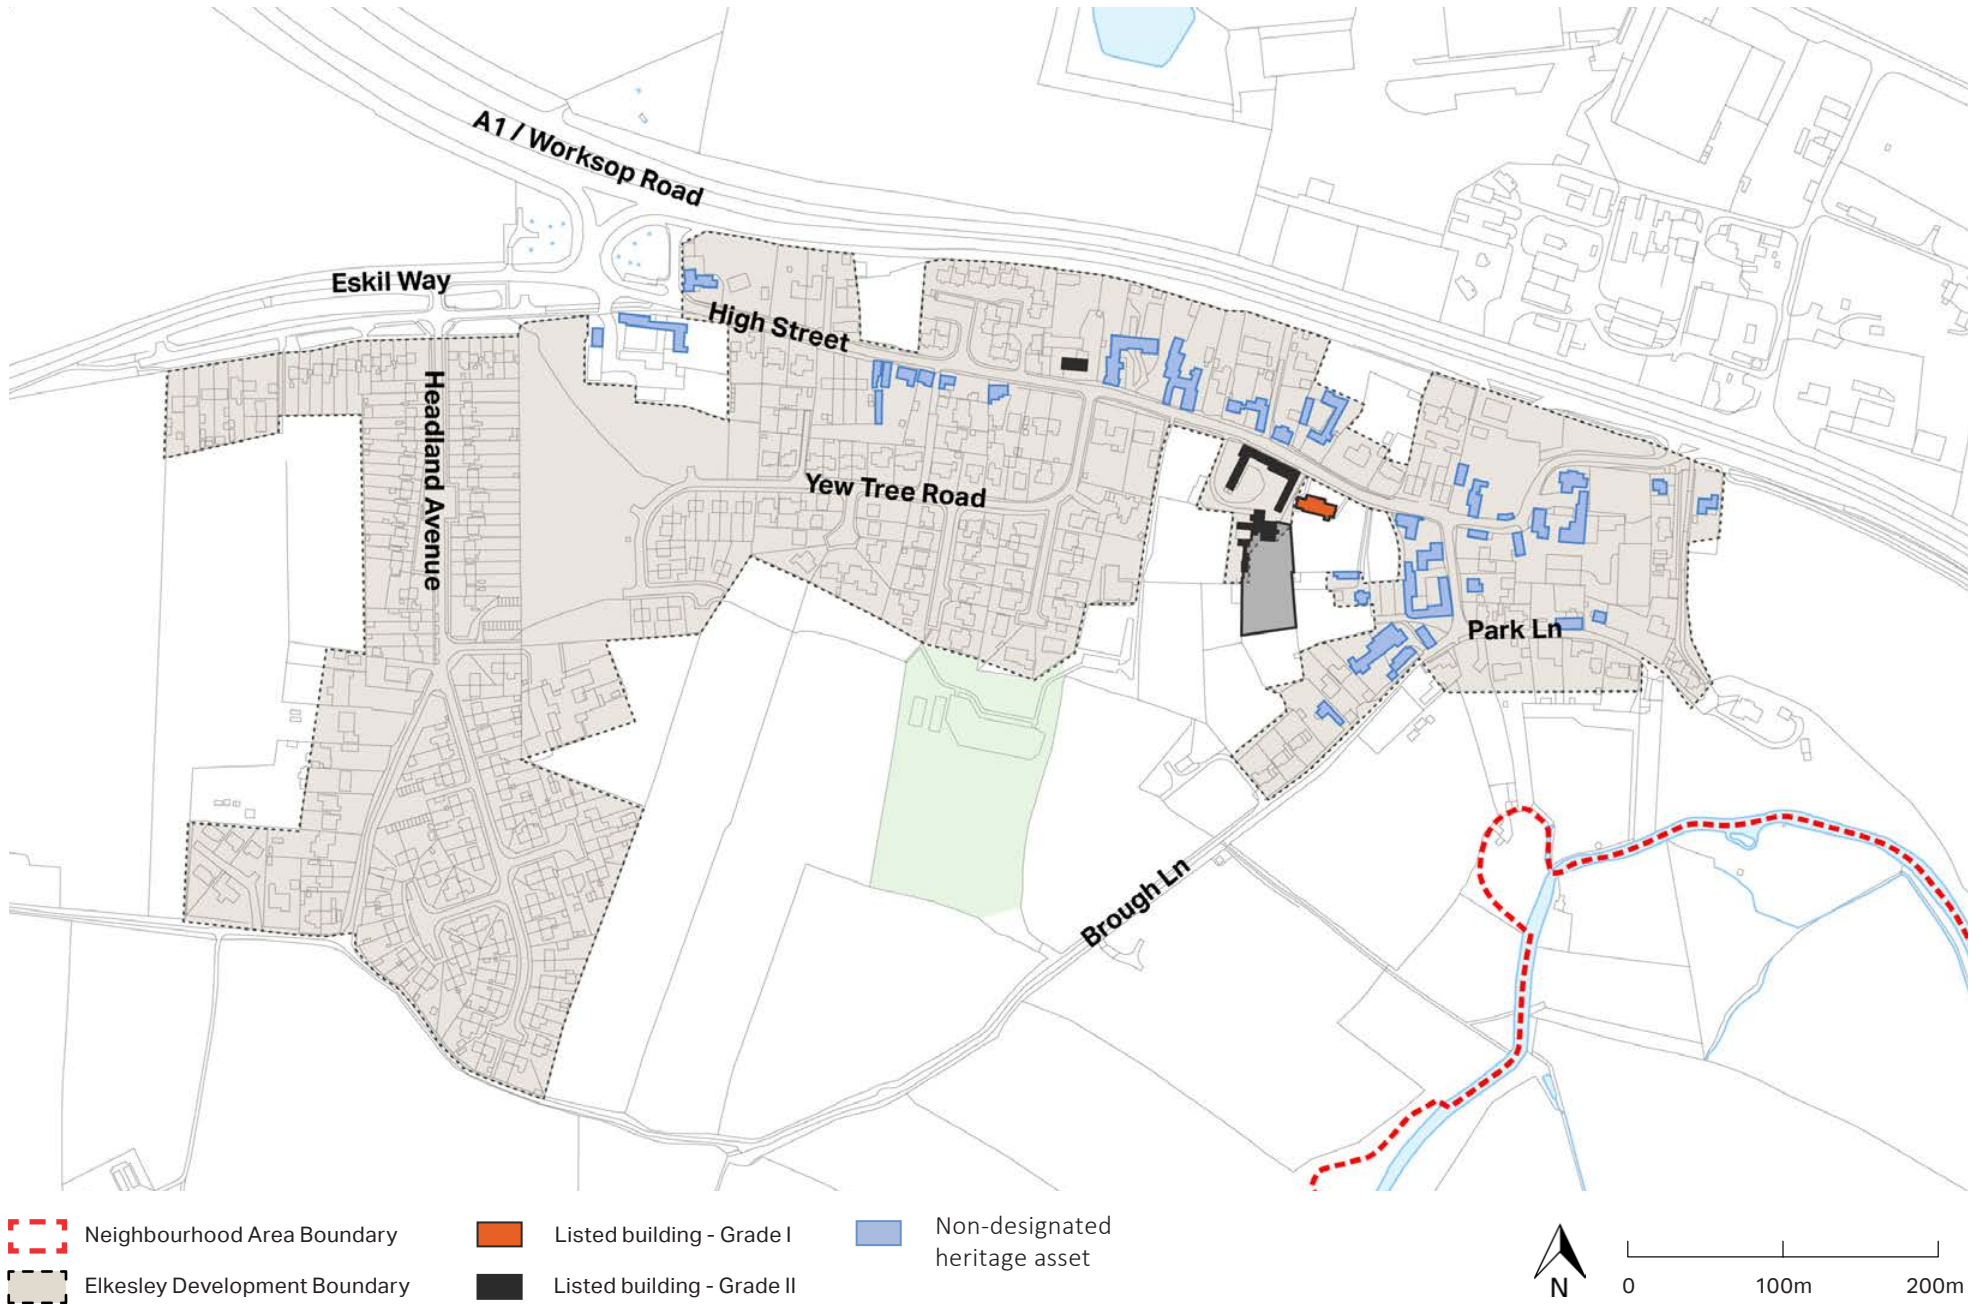 A1 / Worksop Road
Eskil Way
High Street
Headland Avenue
Yew Tree Road
Park Ln
Brough Ln
Neighbourhood Area Boundary
Elkesley Development Boundary
Listed building - Grade I
Listed building - Grade II
Non-designated
heritage asset
N
0 100m 200m